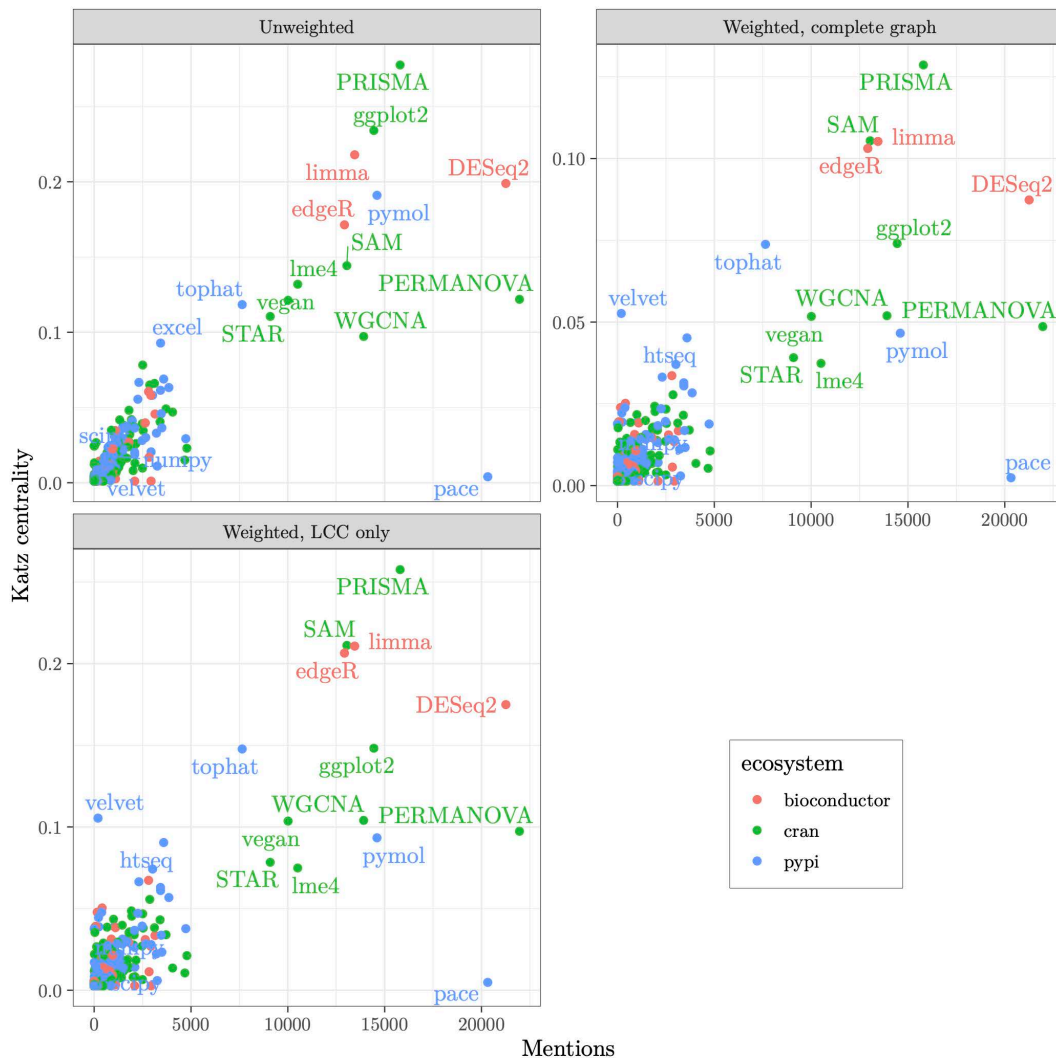 Unweighted
Weighted, complete graph
PRISMA
ggplot2
limma
DESeq2
edgeR
pymol
SAM
lme4
PERMANOVA
tophat
vegan
excel
STAR
WGCNA
numpy
velvet
pace
0.2
0.1
0.0
PRISMA
SAM
limma
edgeR
DESeq2
ggplot2
tophat
velvet
WGCNA
PERMANOVA
vegan
htseq
pymol
STAR
lme4
pace
0.10
0.05
0.00
0
5000
10000
15000
20000
Weighted, LCC only
PRISMA
SAM
limma
edgeR
DESeq2
ggplot2
tophat
velvet
WGCNA
PERMANOVA
vegan
htseq
pymol
STAR
lme4
pace
0.2
0.1
0.0
0
5000
10000
15000
20000
Katz centrality
Mentions
ecosystem
bioconductor
cran
pypi